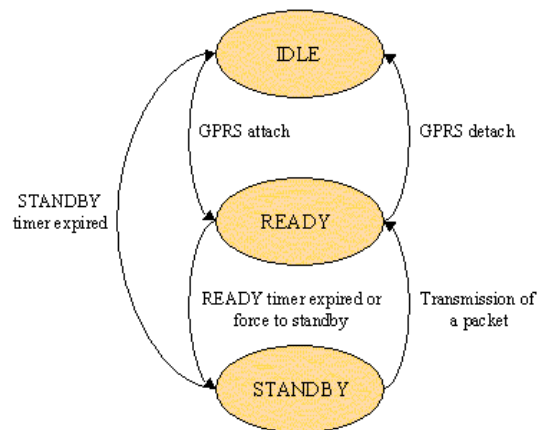 IDLE
GPRS attach
GPRS detach
STANDBY
timer expired
READY
READY timer expired or
force to standby
Transmission of
a packet
STANDBY